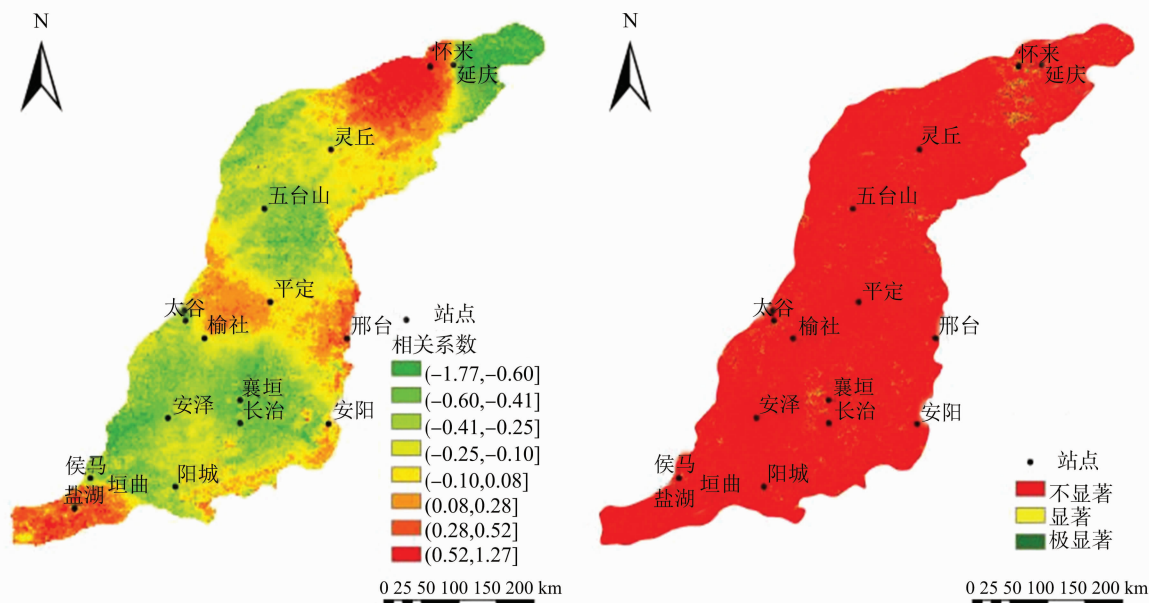 N
怀来
延庆
灵丘
五台山
平定
太谷
榆社
邢台
站点
相关系数
(-1.77,-0.60]
(-0.60,-0.41]
(-0.41,-0.25]
(-0.25,-0.10]
(-0.10,0.08]
(0.08,0.28]
(0.28,0.52]
(0.52,1.27]
襄垣
长治
安泽
安阳
侯马
垣曲
阳城
盐湖
0 25 50 100 150 200 km
N
怀来
延庆
灵丘
五台山
平定
太谷
榆社
邢台
襄垣
长治
安泽
安阳
侯马
垣曲
阳城
盐湖
站点
不显著
显著
极显著
0 25 50 100 150 200 km